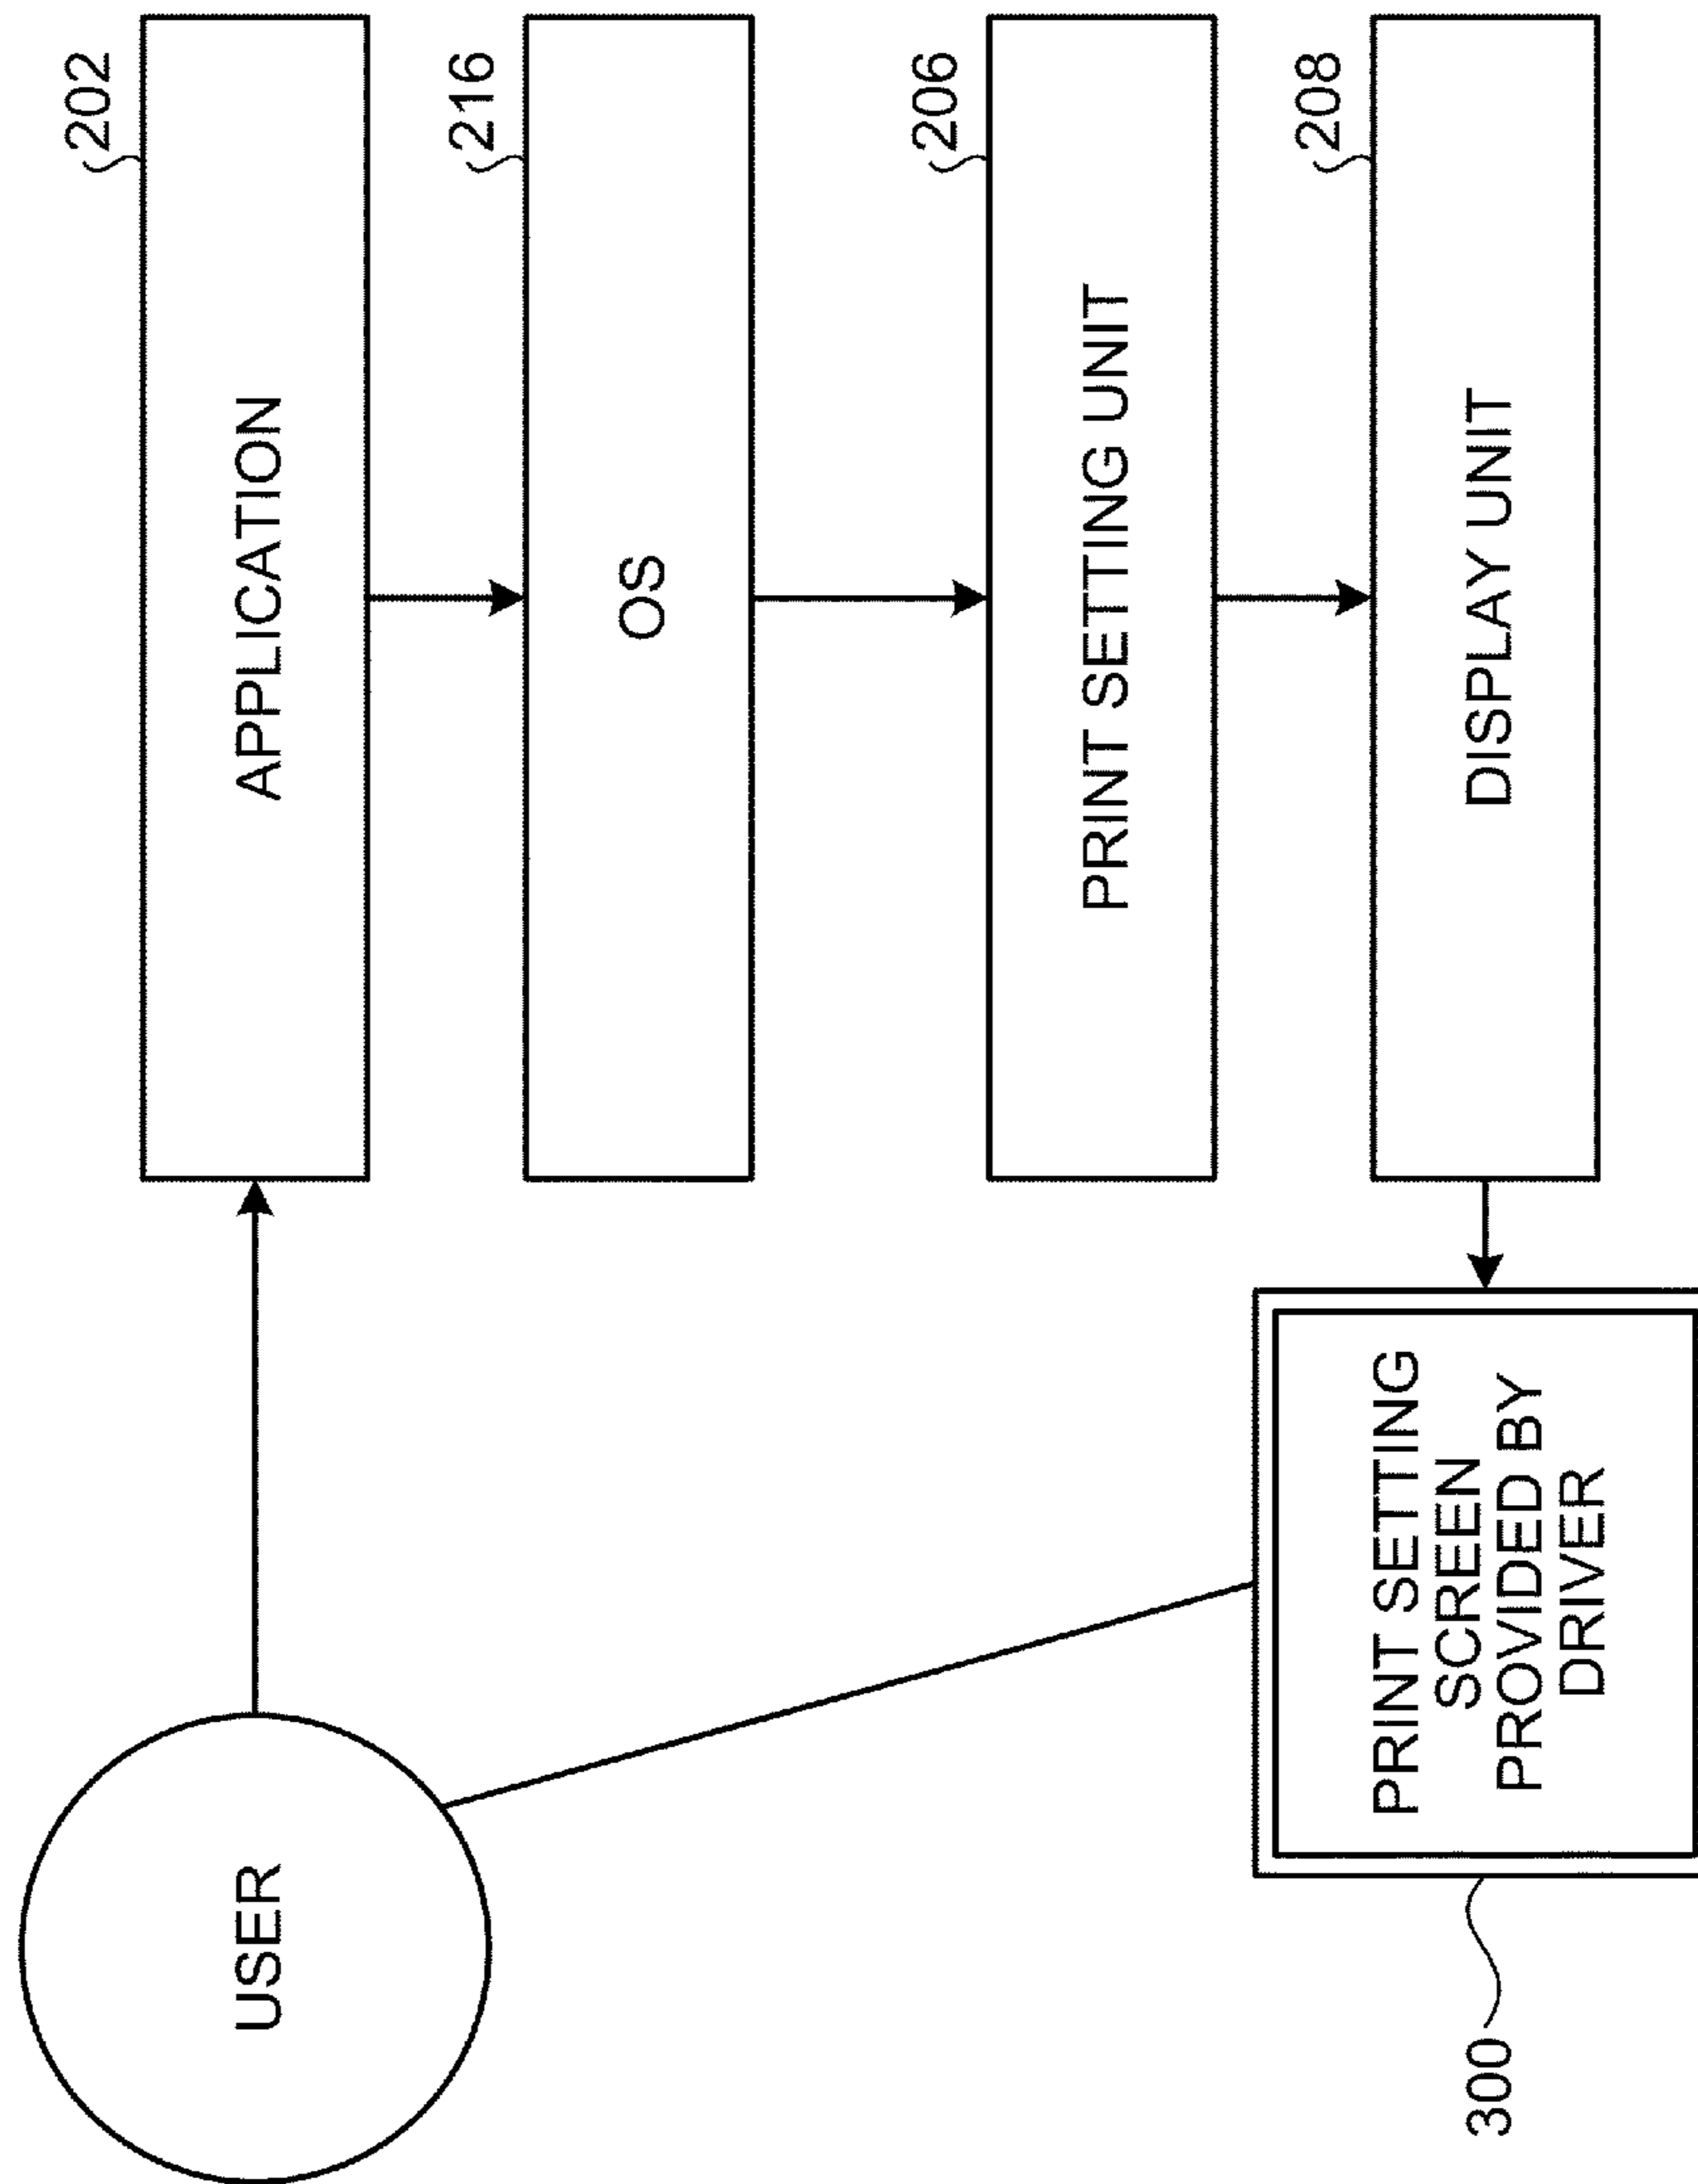 USER
APPLICATION
202
OS
216
PRINT SETTING UNIT
206
DISPLAY UNIT
208
PRINT SETTING
SCREEN
PROVIDED BY
DRIVER
300